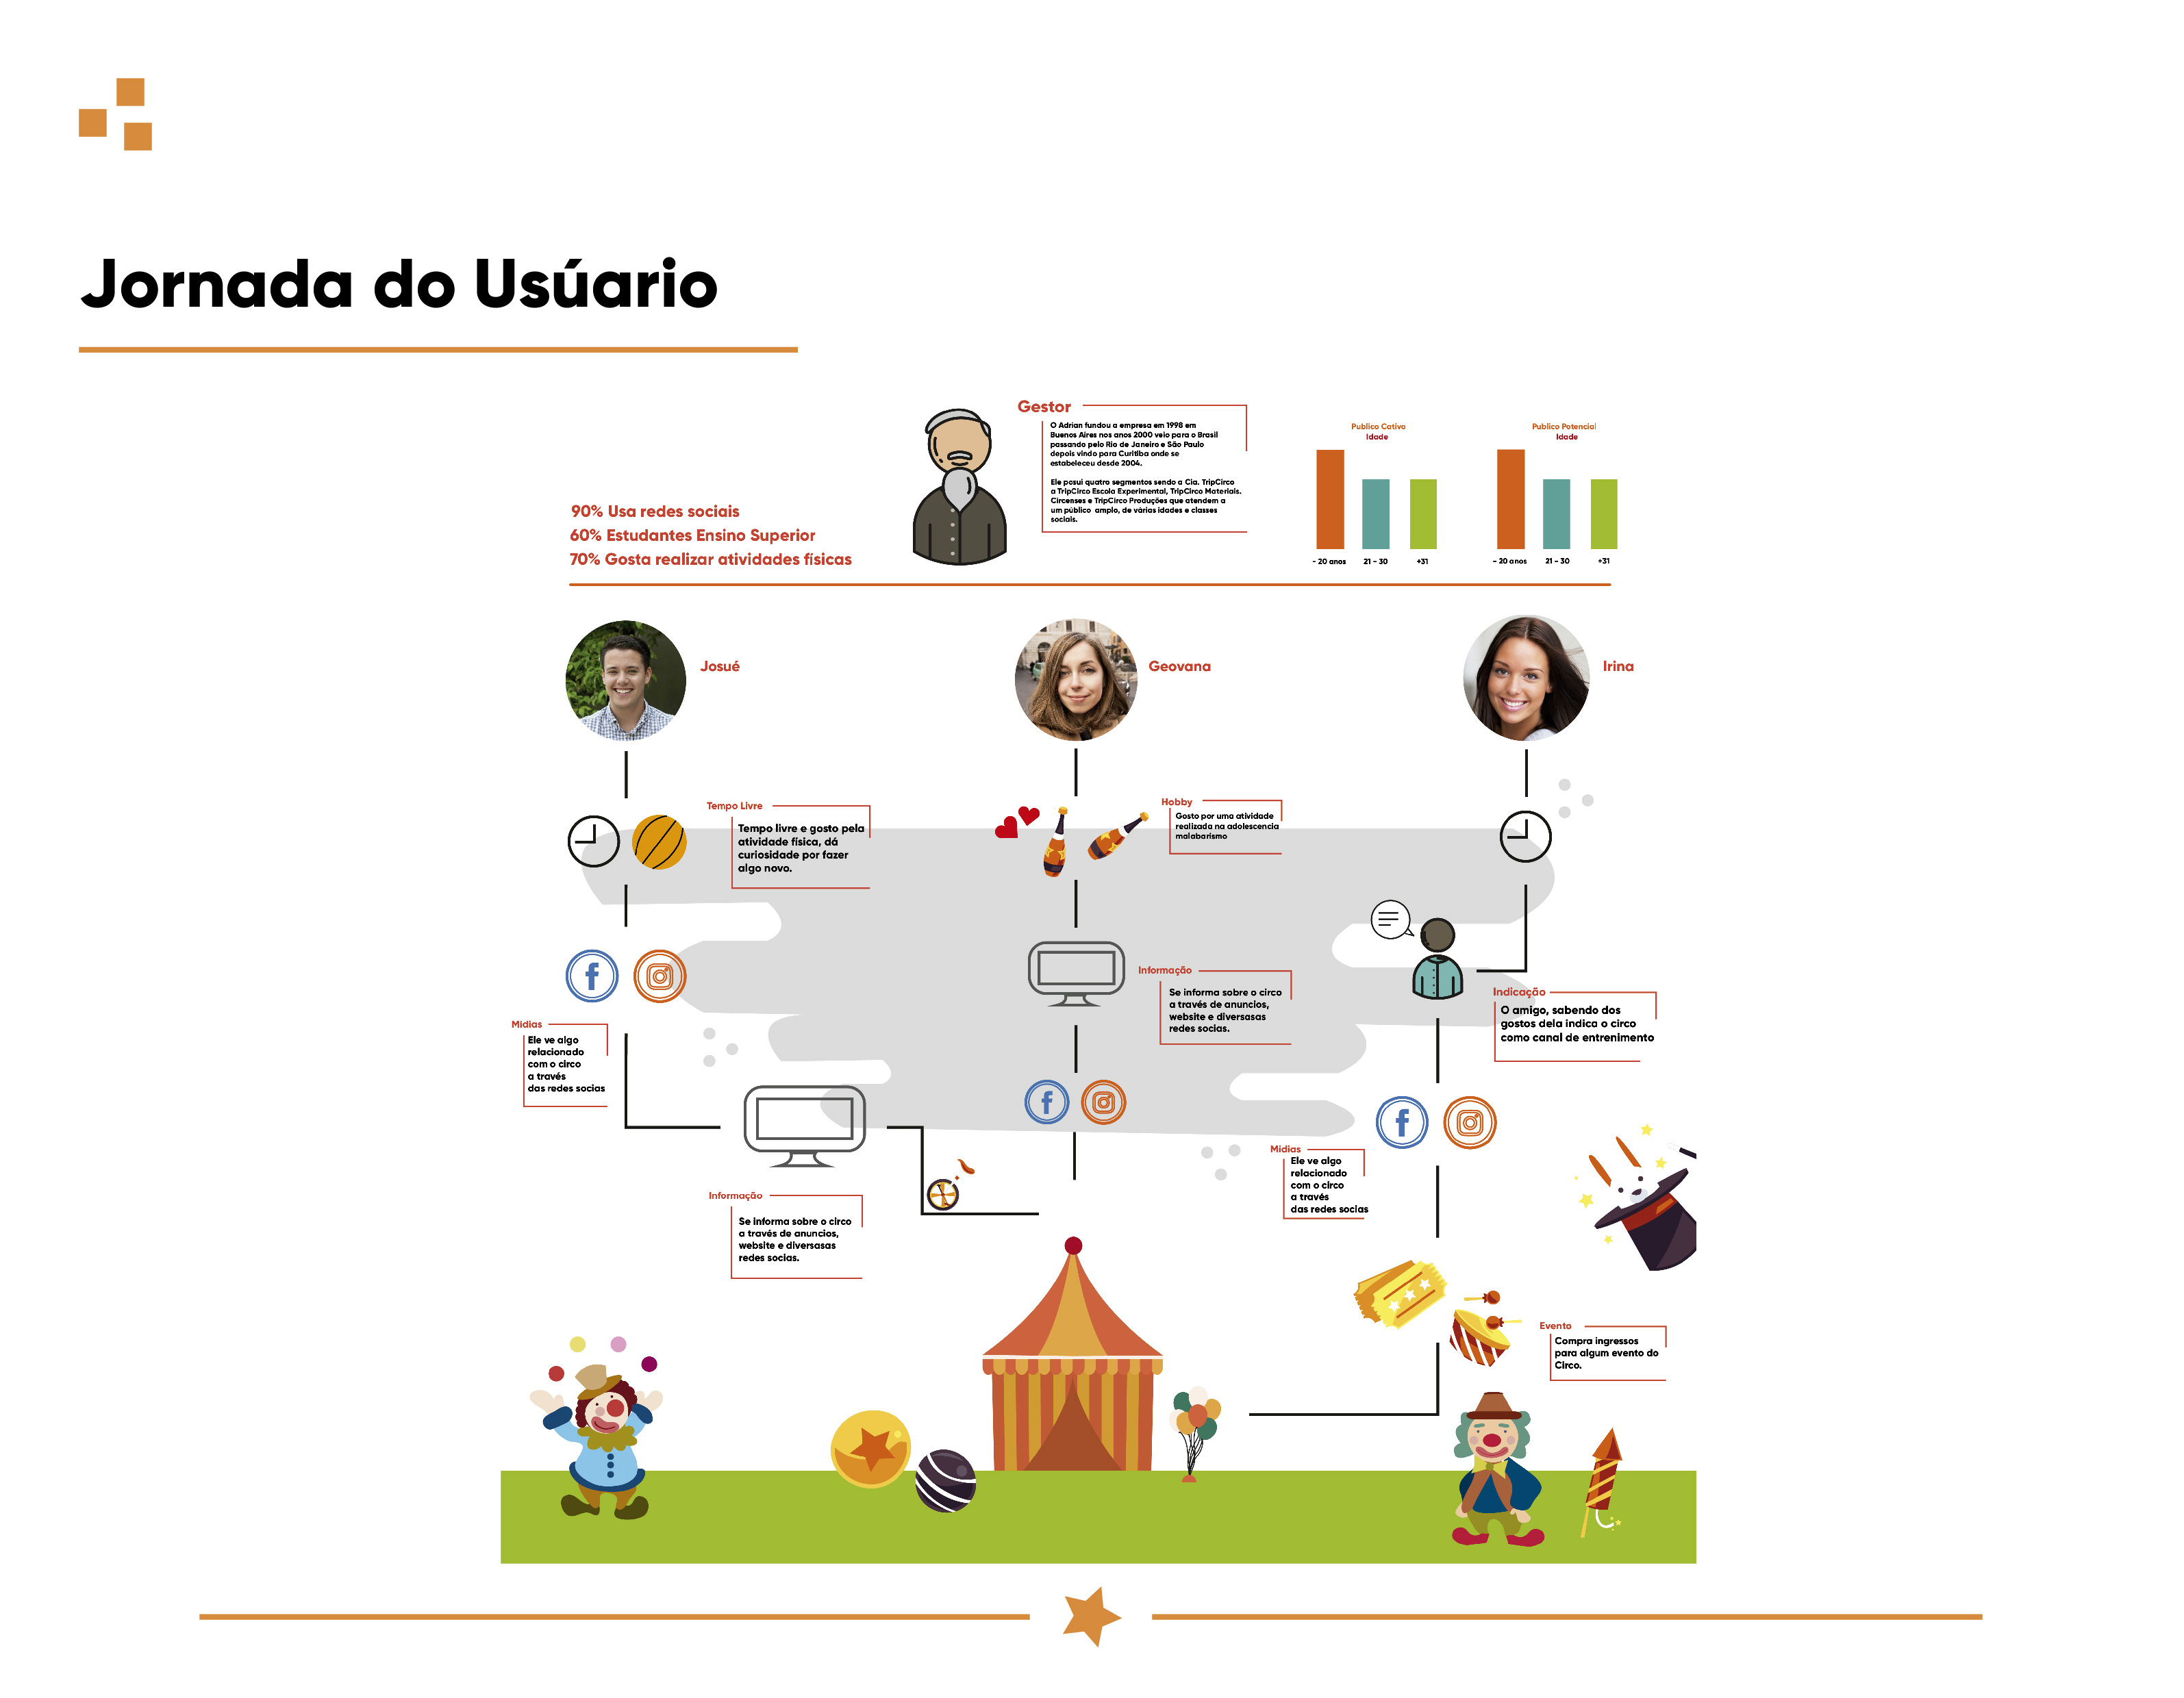 Jornada do Usúario
Gestor
O Adrian fundou a empresa em 1998 em
Buenos Aires nos anos 2000 veio para o Brasil
passando pelo Rio de Janeiro e São Paulo
depois vindo para Curitiba onde se
estabeleceu desde 2004.
Ele posui quatro segmentos sendo a Cia. TripCirco
a TripCirco Escola Experimental, TripCirco Materiais.
Circenses e TripCirco Produções que atendem a
um público amplo, de várias idades e classes
sociais.
Publico Cativo
Idade
- 20 anos 21 - 30 +31
Publico Potencial
Idade
- 20 anos 21 - 30 +31
90% Usa redes sociais
60% Estudantes Ensino Superior
70% Gosta realizar atividades físicas
Josué
Geovana
Irina
Tempo Livre
Tempo livre e gosto pela
atividade física, dá
curiosidade por fazer
algo novo.
Hobby
Gosto por uma atividade
realizada na adolescencia
malabarismo
Informação
Se informa sobre o circo
a través de anuncios,
website e diversasas
redes socias.
Indicação
O amigo, sabendo dos
gostos dela indica o circo
como canal de entrenimento
Mídias
Ele ve algo
relacionado
com o circo
a través
das redes socias
Mídias
Ele ve algo
relacionado
com o circo
a través
das redes socias
Informação
Se informa sobre o circo
a través de anuncios,
website e diversasas
redes socias.
Evento
Compra ingressos
para algum evento do
Circo.